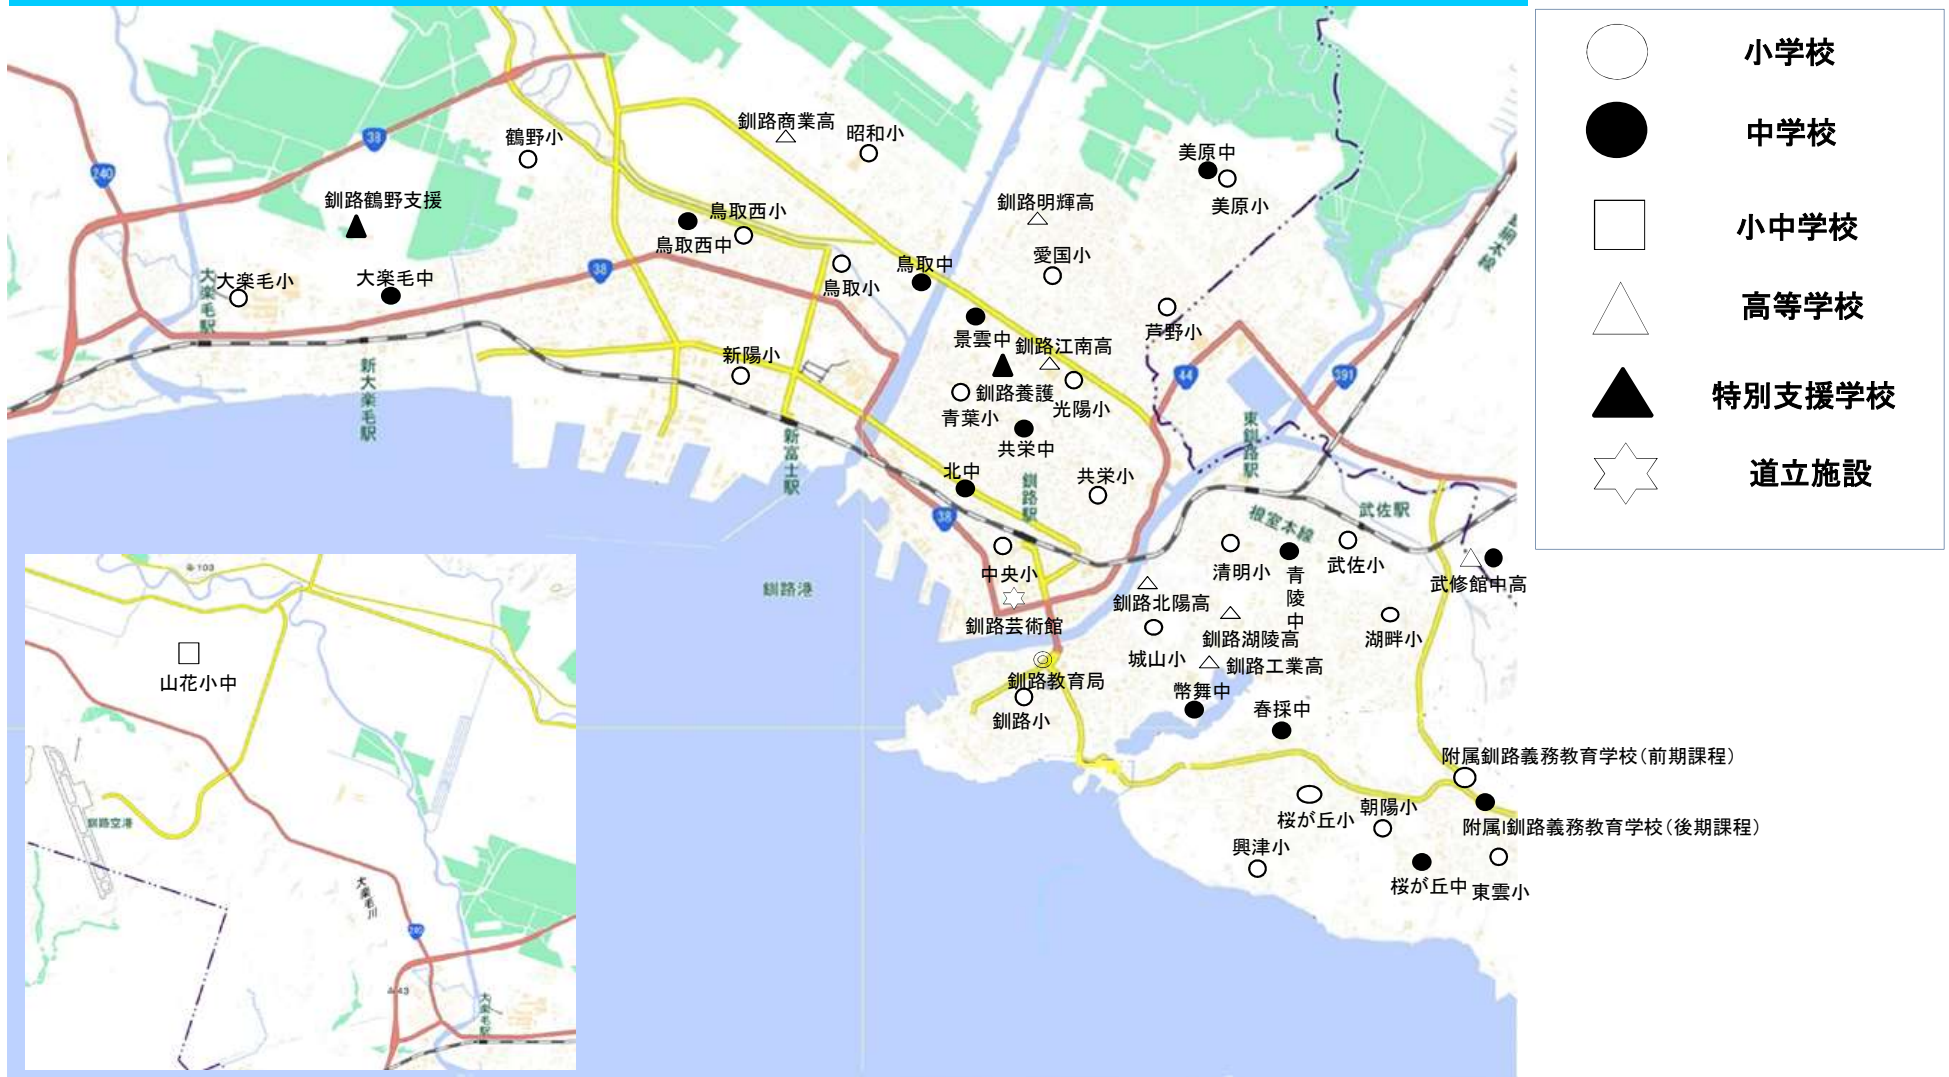 小学校
中学校
小中学校
高等学校
特別支援学校
道立施設
38
240
鶴野小
釧路商業高
昭和小
美原中
美原小
釧路鶴野支援
鳥取西小
鳥取西中
釧路明輝高
愛国小
大楽毛小
大楽毛駅
大楽毛中
38
鳥取小
鳥取中
芦野小
景雲中
釧路江南高
新大楽毛駅
新陽小
釧路養護
青葉小
光陽小
44
391
共栄中
新富士駅
東釧路駅
北中
釧路駅
共栄小
38
根室本線
武佐駅
中央小
清明小
青陵中
武佐小
武修館中高
釧路港
釧路芸術館
釧路北陽高
釧路湖陵高
湖畔小
城山小
釧路工業高
釧路教育局
釧路小
幣舞中
春採中
附属釧路義務教育学校(前期課程)
桜が丘小
朝陽小
附属釧路義務教育学校(後期課程)
興津小
桜が丘中
東雲小
103
山花小中
釧路空港
大楽毛川
240
43
大楽毛駅